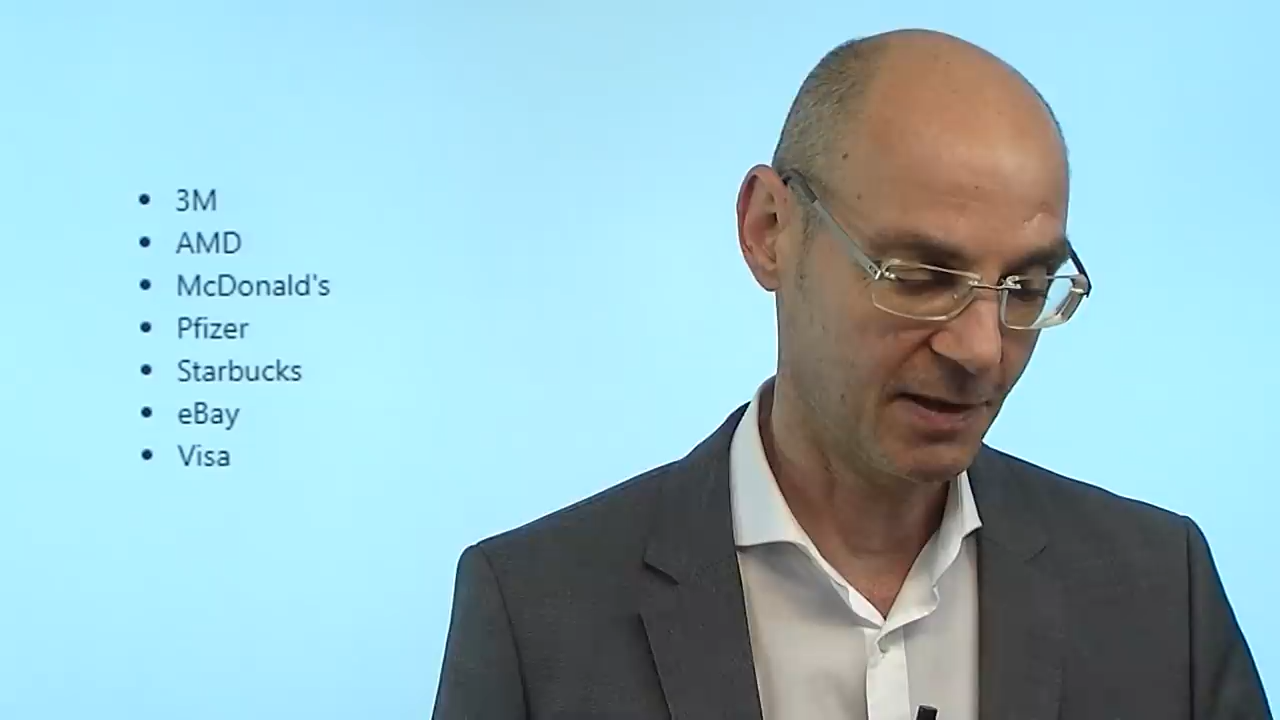 • 3M
• AMD
• McDonald's
• Pfizer
• Starbucks
• eBay
• Visa